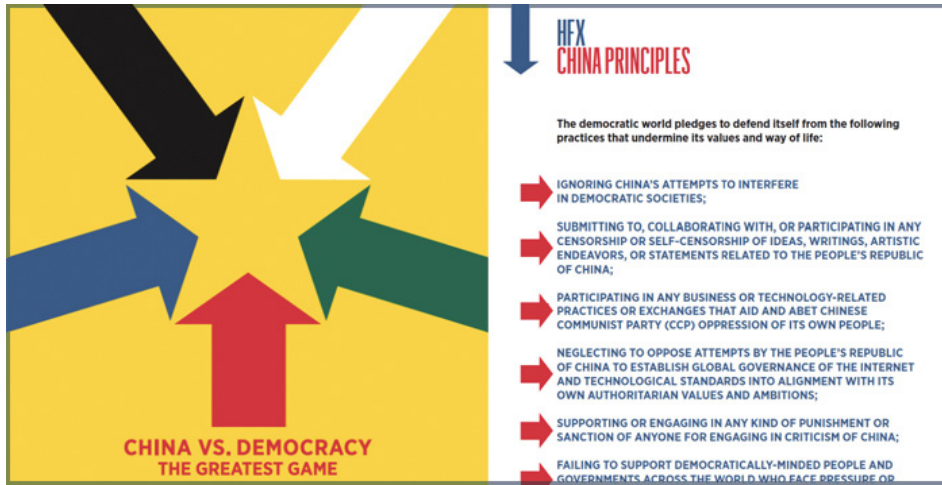 CHINA VS. DEMOCRACY
THE GREATEST GAME
HFX
CHINA PRINCIPLES
The democratic world pledges to defend itself from the following
practices that undermine its values and way of life:
IGNORING CHINA'S ATTEMPTS TO INTERFERE
IN DEMOCRATIC SOCIETIES;
SUBMITTING TO, COLLABORATING WITH, OR PARTICIPATING IN ANY
CENSORSHIP OR SELF-CENSORSHIP OF IDEAS, WRITINGS, ARTISTIC
ENDEAVORS, OR STATEMENTS RELATED TO THE PEOPLE'S REPUBLIC
OF CHINA;
PARTICIPATING IN ANY BUSINESS OR TECHNOLOGY-RELATED
PRACTICES OR EXCHANGES THAT AID AND ABET CHINESE
COMMUNIST PARTY (CCP) OPPRESSION OF ITS OWN PEOPLE;
NEGLECTING TO OPPOSE ATTEMPTS BY THE PEOPLE'S REPUBLIC
OF CHINA TO ESTABLISH GLOBAL GOVERNANCE OF THE INTERNET
AND TECHNOLOGICAL STANDARDS INTO ALIGNMENT WITH ITS
OWN AUTHORITARIAN VALUES AND AMBITIONS;
SUPPORTING OR ENGAGING IN ANY KIND OF PUNISHMENT OR
SANCTION OF ANYONE FOR ENGAGING IN CRITICISM OF CHINA;
FAILING TO SUPPORT DEMOCRATICALLY-MINDED PEOPLE AND
GOVERNMENTS ACROSS THE WORLD WHO FACE PRESSURE OR